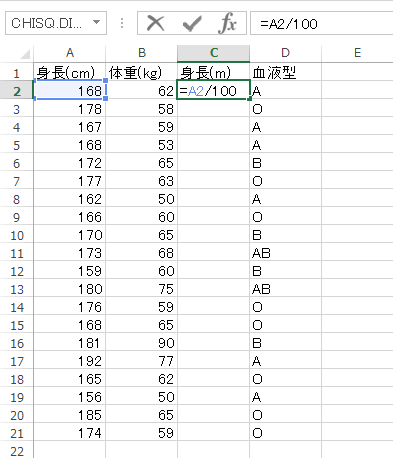 CHISQ.DI... =A2/100
A B C D E
1 身長(cm) 体重(kg) 身長(m) 血液型
2 168 62 =A2/100 A
3 178 58 O
4 167 59 A
5 168 53 A
6 172 65 B
7 177 63 O
8 162 50 A
9 166 60 O
10 170 65 B
11 173 68 AB
12 159 60 B
13 180 75 AB
14 176 59 O
15 168 65 O
16 181 90 B
17 192 77 A
18 165 62 O
19 156 50 A
20 185 65 O
21 174 59 O
22